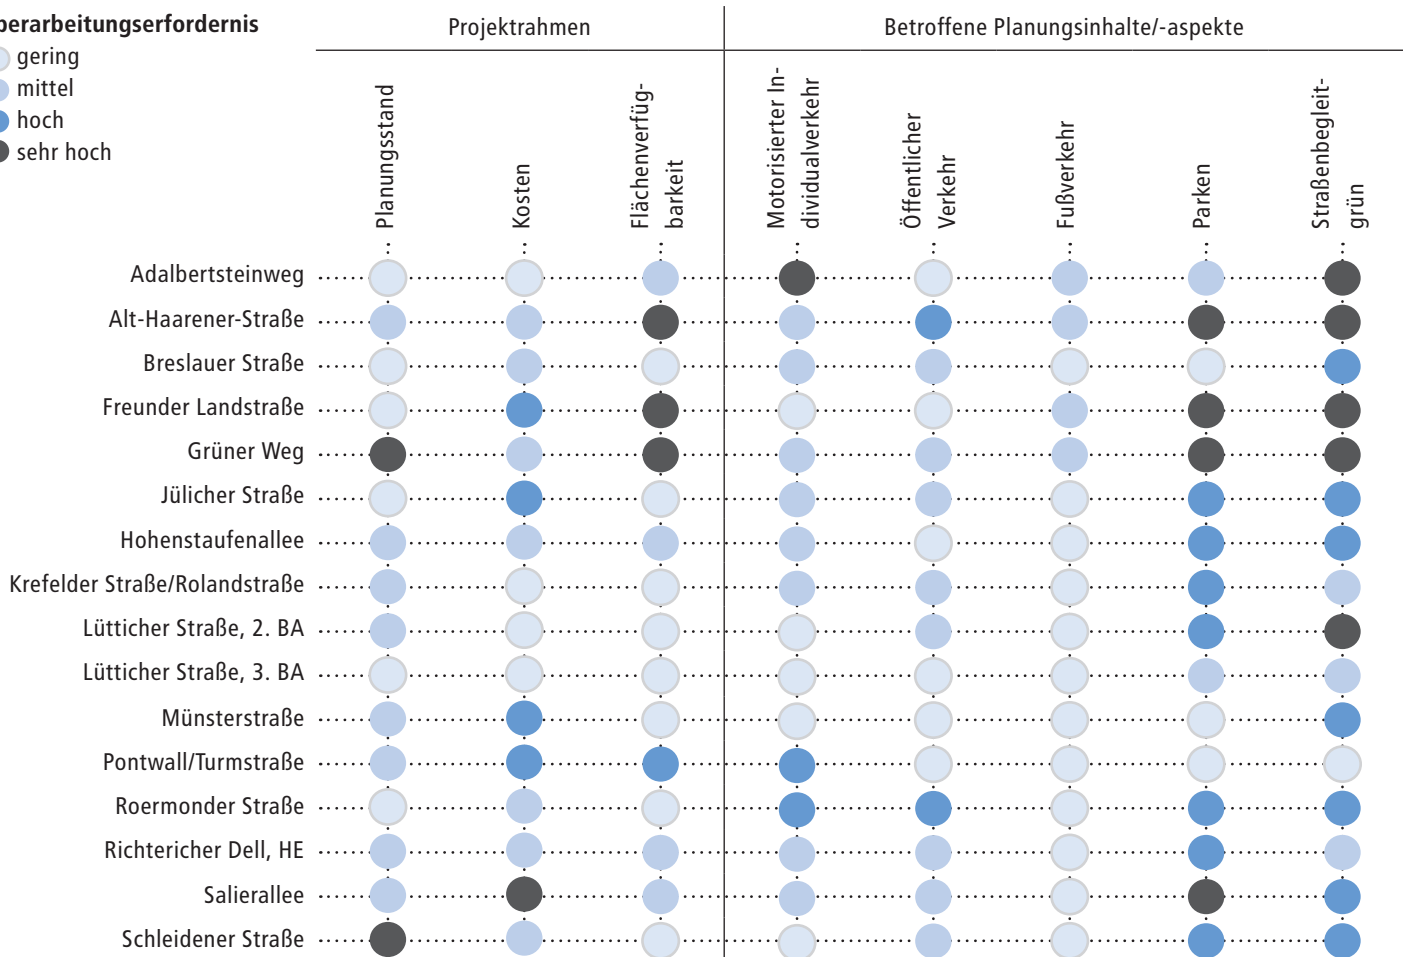 berarbeitungserfordernis
gering
mittel
hoch
sehr hoch
Projektrahmen
Betroffene Planungsinhalte/-aspekte
Planungsstand
Kosten
Flächenverfüg-
barkeit
Motorisierter In-
dividualverkehr
Öffentlicher
Verkehr
Fußverkehr
Parken
Straßenbegleit-
grün
Adalbertsteinweg
Alt-Haarener-Straße
Breslauer Straße
Freunder Landstraße
Grüner Weg
Jülicher Straße
Hohenstaufenallee
Krefelder Straße/Rolandstraße
Lütticher Straße, 2. BA
Lütticher Straße, 3. BA
Münsterstraße
Pontwall/Turmstraße
Roermonder Straße
Richtericher Dell, HE
Salierallee
Schleidener Straße